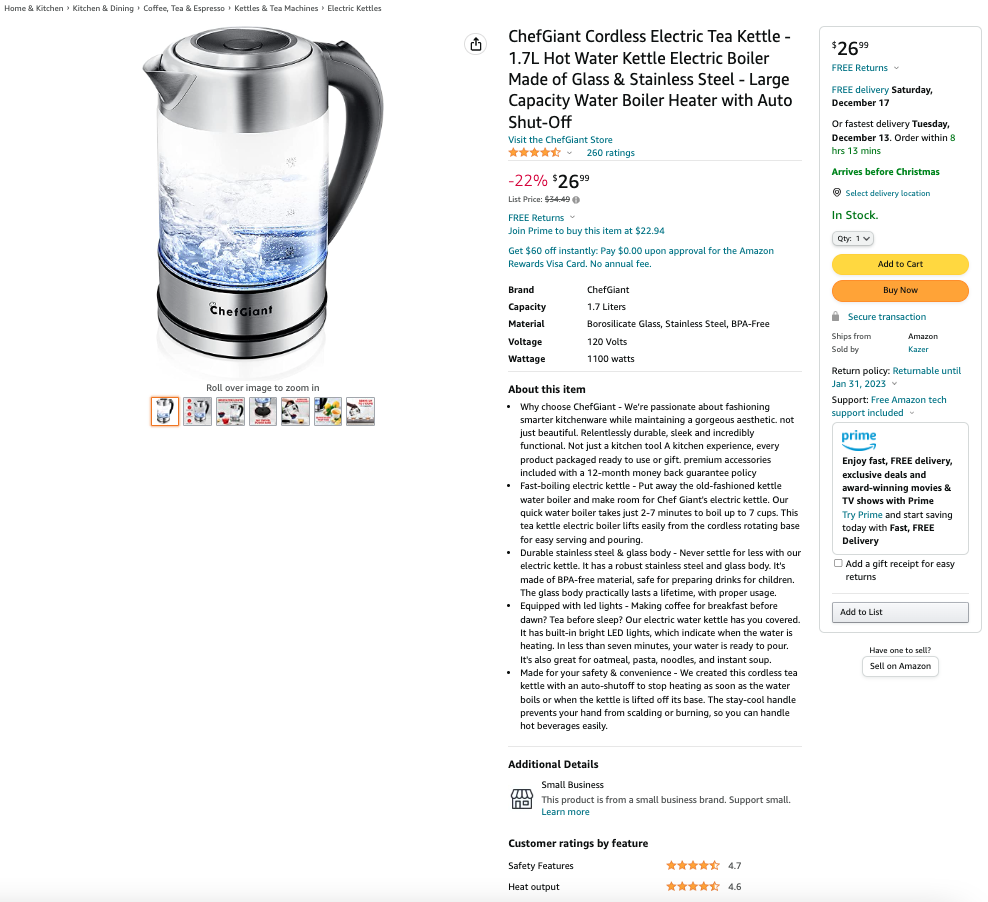 Home & Kitchen › Kitchen & Dining › Coffee, Tea & Espresso › Kettles & Tea Machines › Electric Kettles
ChefGiant
Roll over image to zoom in
ChefGiant Cordless Electric Tea Kettle -
1.7L Hot Water Kettle Electric Boiler
Made of Glass & Stainless Steel - Large
Capacity Water Boiler Heater with Auto
Shut-Off
Visit the ChefGiant Store
260 ratings
-22% $26.99
List Price: $34.49
FREE Returns
Join Prime to buy this item at $22.94
Get $60 off instantly: Pay $0.00 upon approval for the Amazon
Rewards Visa Card. No annual fee.
Brand ChefGiant
Capacity 1.7 Liters
Material Borosilicate Glass, Stainless Steel, BPA-Free
Voltage 120 Volts
Wattage 1100 watts
About this item
• Why choose ChefGiant - We're passionate about fashioning
smarter kitchenware while maintaining a gorgeous aesthetic. not
just beautiful. Relentlessly durable, sleek and incredibly
functional. Not just a kitchen tool A kitchen experience, every
product packaged ready to use or gift. premium accessories
included with a 12-month money back guarantee policy
• Fast-boiling electric kettle - Put away the old-fashioned kettle
water boiler and make room for Chef Giant's electric kettle. Our
quick water boiler takes just 2-7 minutes to boil up to 7 cups. This
tea kettle electric boiler lifts easily from the cordless rotating base
for easy serving and pouring.
• Durable stainless steel & glass body - Never settle for less with our
electric kettle. It has a robust stainless steel and glass body. It's
made of BPA-free material, safe for preparing drinks for children.
The glass body practically lasts a lifetime, with proper usage.
• Equipped with led lights - Making coffee for breakfast before
dawn? Tea before sleep? Our electric water kettle has you covered.
It has built-in bright LED lights, which indicate when the water is
heating. In less than seven minutes, your water is ready to pour.
It's also great for oatmeal, pasta, noodles, and instant soup.
• Made for your safety & convenience - We created this cordless tea
kettle with an auto-shutoff to stop heating as soon as the water
boils or when the kettle is lifted off its base. The stay-cool handle
prevents your hand from scalding or burning, so you can handle
hot beverages easily.
Additional Details
Small Business
This product is from a small business brand. Support small.
Learn more
Customer ratings by feature
Safety Features 4.7
Heat output 4.6
$26.99
FREE Returns
FREE delivery Saturday,
December 17
Or fastest delivery Tuesday,
December 13. Order within 8
hrs 13 mins
Arrives before Christmas
Select delivery location
In Stock.
Qty: 1
Add to Cart
Buy Now
Secure transaction
Ships from Amazon
Sold by Kazer
Return policy: Returnable until
Jan 31, 2023
Support: Free Amazon tech
support included
prime
Enjoy fast, FREE delivery,
exclusive deals and
award-winning movies &
TV shows with Prime
Try Prime and start saving
today with Fast, FREE
Delivery
Add a gift receipt for easy
returns
Add to List
Have one to sell?
Sell on Amazon